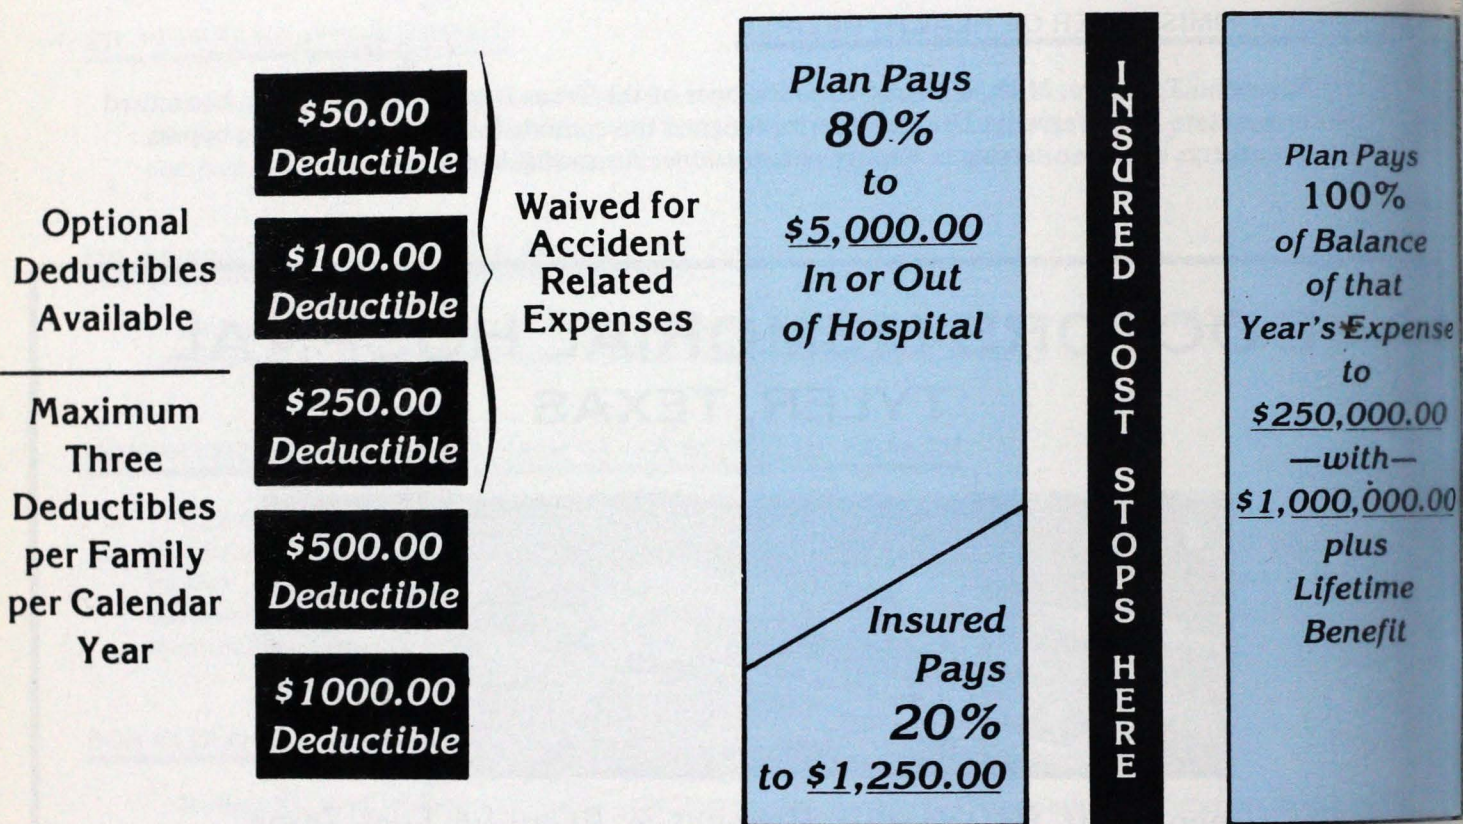 Optional
Deductibles
Available
Maximum
Three
Deductibles
per Family
per Calendar
Year
$50.00
Deductible
$100.00
Deductible
$250.00
Deductible
$500.00
Deductible
$1000.00
Deductible
Waived for
Accident
Related
Expenses
Plan Pays
80%
to
$5,000.00
In or Out
of Hospital
Insured
Pays
20%
to $1,250.00
INSURED COST STOPS HERE
Plan Pays
100%
of Balance
of that
Year's Expense
to
$250,000.00
—with—
$1,000,000.00
plus
Lifetime
Benefit
TYLER, TEXAS